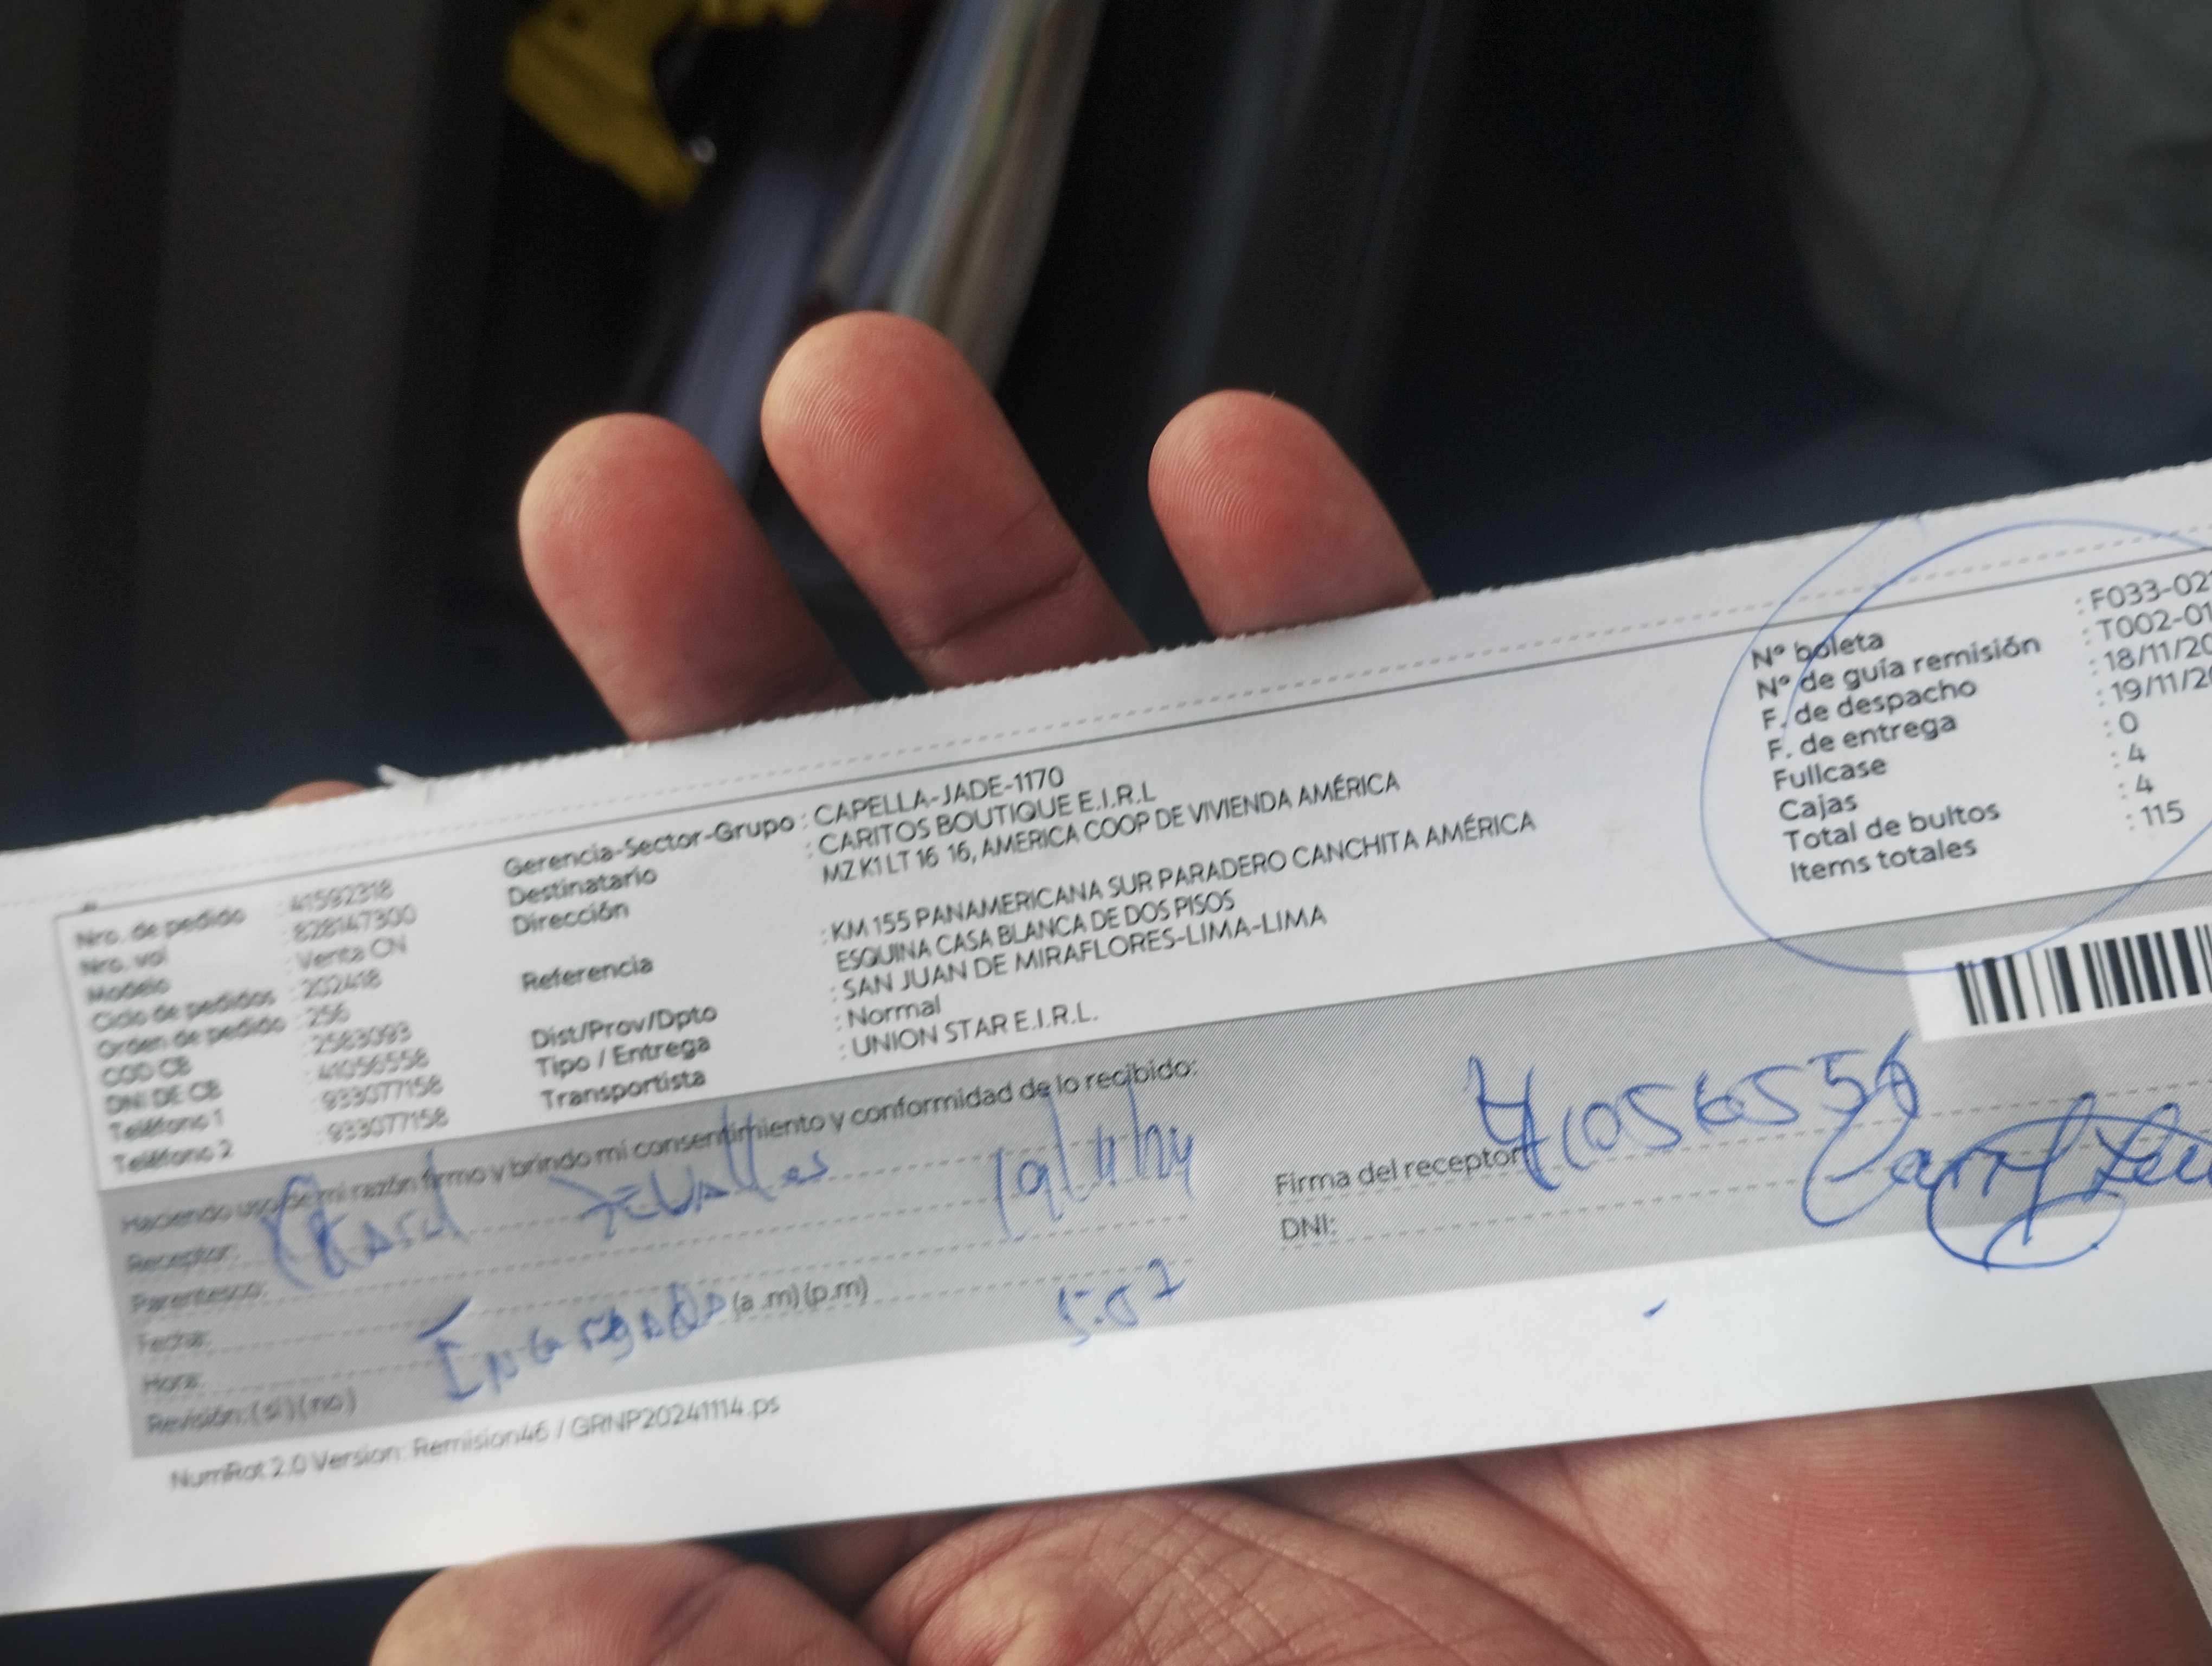 Nro. de pedido : 41592318
Nro. vol : 828147300
Modelo : Venta CN
Ciclo de pedidos : 202418
Orden de pedido : 256
COD CB : 2583093
DNI DE CB : 41056558
Teléfono 1 : 933077158
Teléfono 2 : 933077158
Gerencia-Sector-Grupo : CAPELLA-JADE-1170
Destinatario : CARITOS BOUTIQUE E.I.R.L
Dirección MZ K1 LT 16 16, AMERICA COOP DE VIVIENDA AMÉRICA
Referencia : KM 155 PANAMERICANA SUR PARADERO CANCHITA AMÉRICA
ESQUINA CASA BLANCA DE DOS PISOS
Dist/Prov/Dpto : SAN JUAN DE MIRAFLORES-LIMA-LIMA
Tipo / Entrega : Normal
Transportista : UNION STAR E.I.R.L.
N° boleta : F033-02
N° de guía remisión : T002-01
F. de despacho : 18/11/20
F. de entrega : 19/11/20
Fullcase : 0
Cajas : 4
Total de bultos : 4
Items totales : 115
Haciendo uso de mi razón firmo y brindo mi consentimiento y conformidad de lo recibido:
Receptor:
Parentesco: 19/11/24
Fecha:
Hora: (a .m) (p.m) 5:07
Revisión: ( si ) ( no )
Firma del receptor
DNI:
NumRot 2.0 Version: Remision46 / GRNP20241114.ps